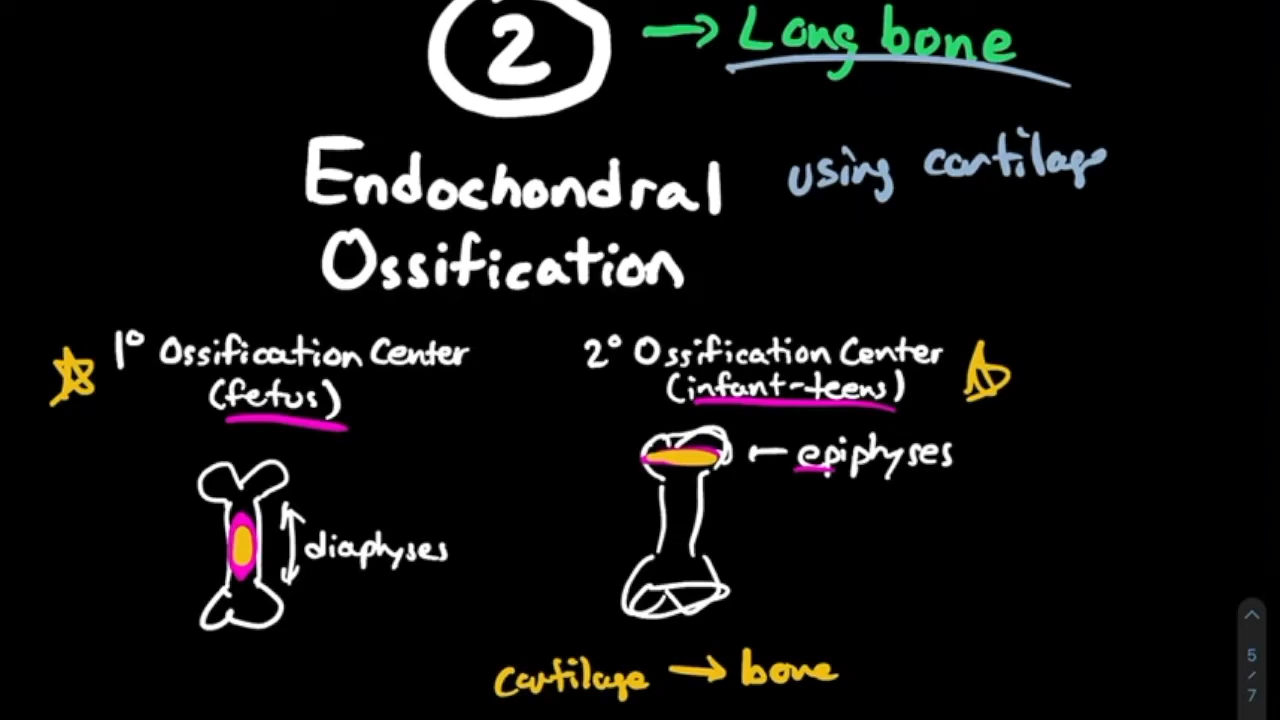 2 → Long bone
Endochondral using cartilage
Ossification
1° Ossification Center
(fetus)
2° Ossification Center
(infant-teens)
← epiphyses
diaphyses
cartilage → bone
5
/
7